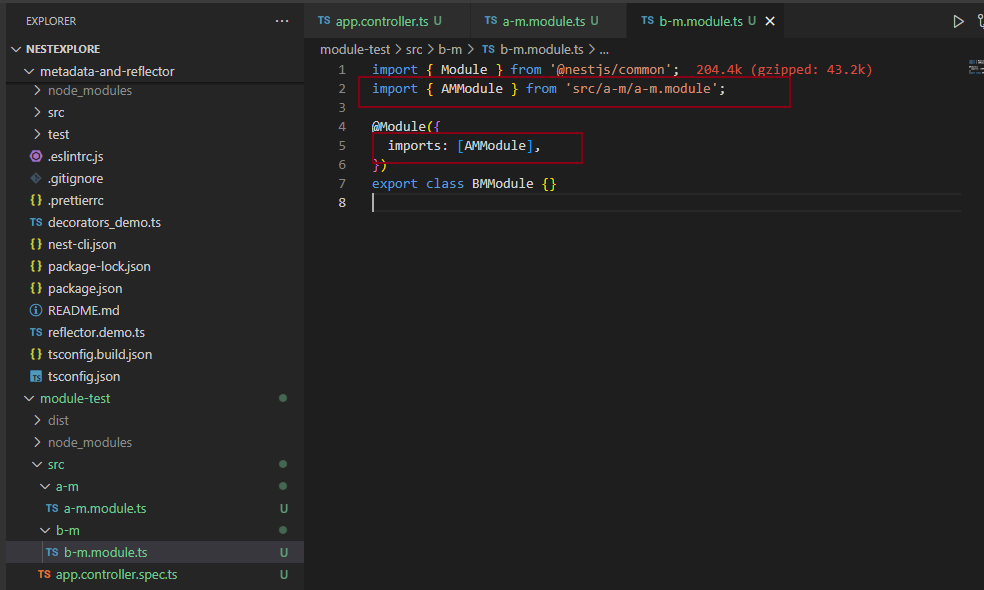 EXPLORER
NESTEXPLORE
metadata-and-reflector
node_modules
src
test
.eslintrc.js
.gitignore
{} .prettierrc
TS decorators_demo.ts
{} nest-cli.json
{} package-lock.json
{} package.json
README.md
TS reflector.demo.ts
{} tsconfig.build.json
TS tsconfig.json
module-test
dist
node_modules
src
a-m
TS a-m.module.ts U
b-m
TS b-m.module.ts U
TS app.controller.spec.ts U
TS app.controller.ts U TS a-m.module.ts U TS b-m.module.ts U
module-test > src > b-m > TS b-m.module.ts > ...
1 import { Module } from '@nestjs/common'; 204.4k (gzipped: 43.2k)
2 import { AMModule } from 'src/a-m/a-m.module';
3
4 @Module({
5 imports: [AMModule],
6 })
7 export class BMModule {}
8